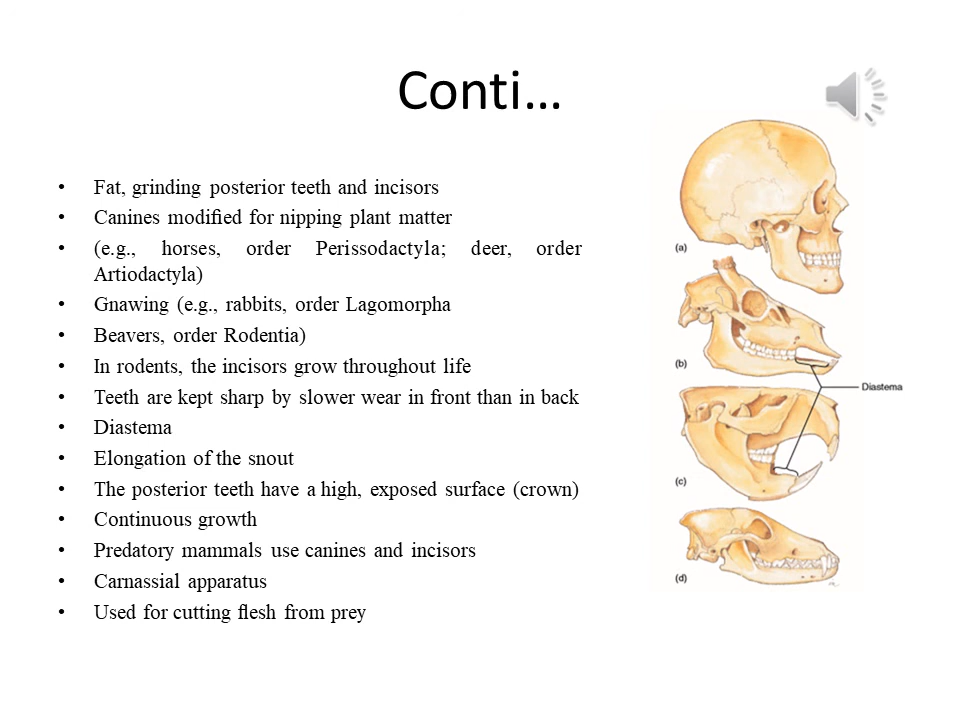 Conti…
• Fat, grinding posterior teeth and incisors
• Canines modified for nipping plant matter
• (e.g., horses, order Perissodactyla; deer, order
Artiodactyla)
• Gnawing (e.g., rabbits, order Lagomorpha
• Beavers, order Rodentia)
• In rodents, the incisors grow throughout life
• Teeth are kept sharp by slower wear in front than in back
• Diastema
• Elongation of the snout
• The posterior teeth have a high, exposed surface (crown)
• Continuous growth
• Predatory mammals use canines and incisors
• Carnassial apparatus
• Used for cutting flesh from prey
(a)
(b)
Diastema
(c)
(d)